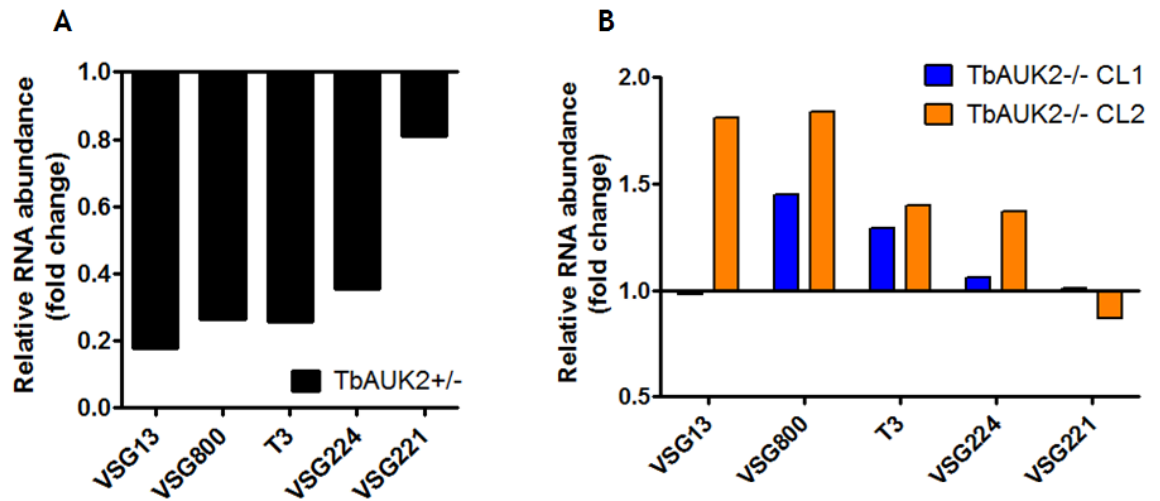 A
Relative RNA abundance
(fold change)
1.0
0.8
0.6
0.4
0.2
0.0
TbAUK2+/-
VSG13
VSG800
T3
VSG224
VSG221
B
Relative RNA abundance
(fold change)
2.0
1.5
1.0
0.5
TbAUK2-/- CL1
TbAUK2-/- CL2
VSG13
VSG800
T3
VSG224
VSG221